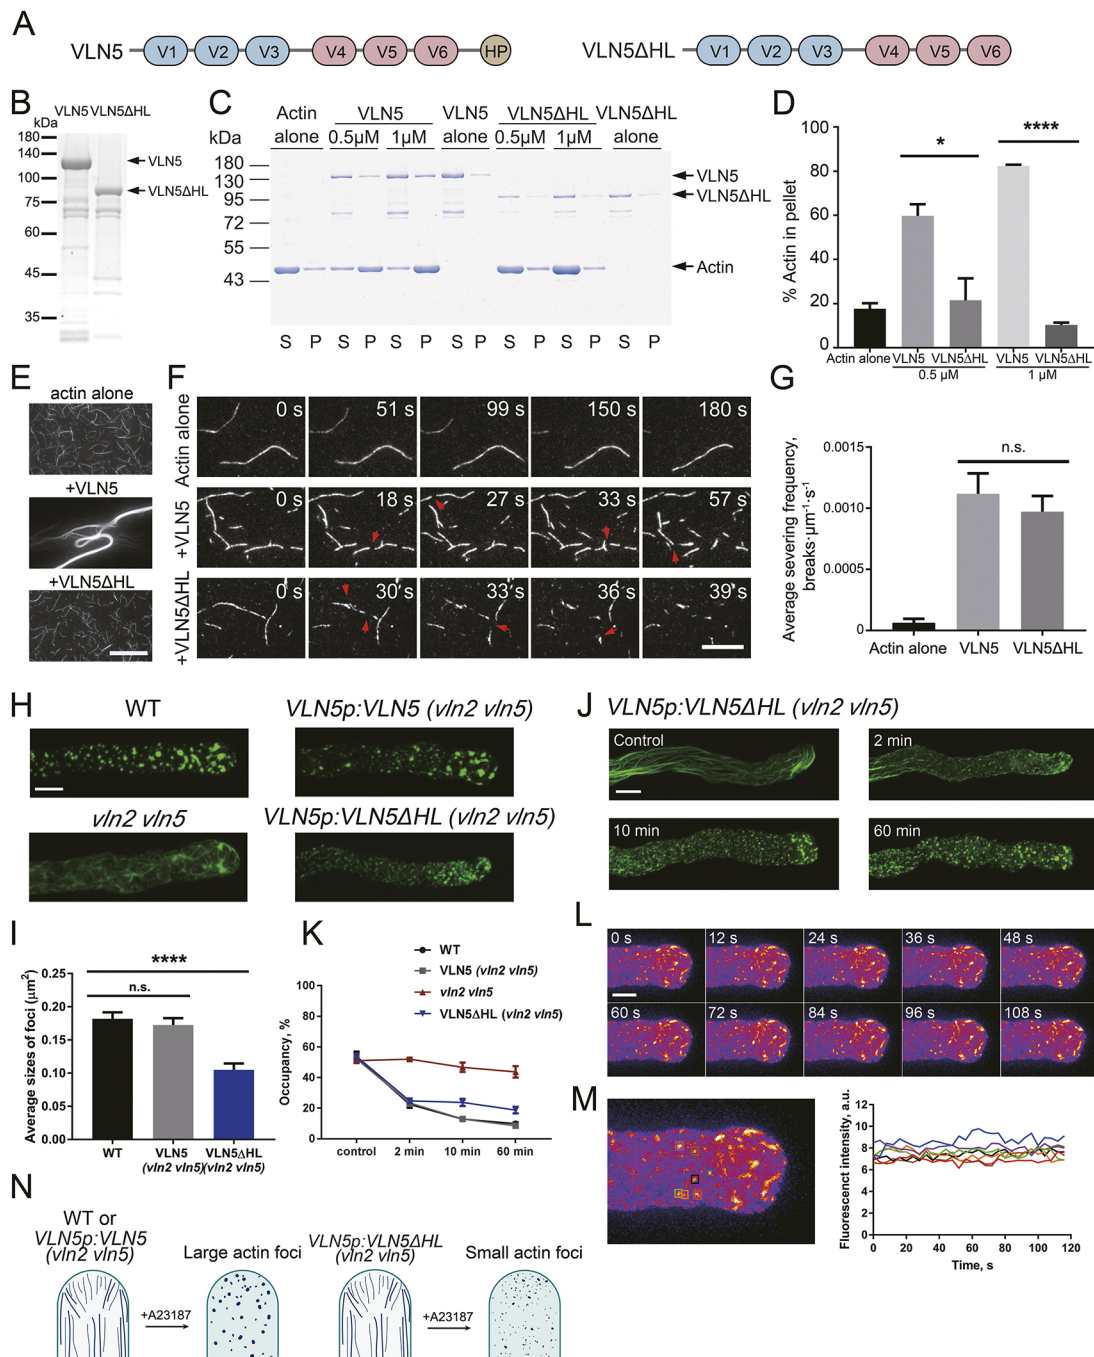 A
VLN5 V1 V2 V3 V4 V5 V6 HP
VLN5ΔHL V1 V2 V3 V4 V5 V6
B
VLN5 VLN5ΔHL
kDa
180
140
100
75
60
45
35
VLN5
VLN5ΔHL
C
Actin alone
VLN5
0.5μM 1μM
VLN5 alone
VLN5ΔHL
0.5μM 1μM
VLN5ΔHL alone
kDa
180
130
95
72
55
43
VLN5
VLN5ΔHL
Actin
S P S P S P S P S P S P S P
D
% Actin in pellet
100
80
60
40
20
0
*
****
Actin alone VLN5 VLN5ΔHL VLN5 VLN5ΔHL
0.5 μM 1 μM
E
actin alone
+VLN5
+VLN5ΔHL
F
Actin alone
0 s 51 s 99 s 150 s 180 s
+VLN5
0 s 18 s 27 s 33 s 57 s
+VLN5ΔHL
0 s 30 s 33 s 36 s 39 s
G
Average severing frequency,
breaks·μm⁻¹·s⁻¹
0.0015
0.0010
0.0005
0
n.s.
Actin alone VLN5 VLN5ΔHL
H
WT
VLN5p:VLN5 (vln2 vln5)
vln2 vln5
VLN5p:VLN5ΔHL (vln2 vln5)
I
Average sizes of foci (μm²)
0.25
0.20
0.15
0.10
0.05
0.00
****
n.s.
WT VLN5 VLN5ΔHL
(vln2 vln5) (vln2 vln5)
J
VLN5p:VLN5ΔHL (vln2 vln5)
Control
2 min
10 min
60 min
K
WT
VLN5 (vln2 vln5)
vln2 vln5
VLN5ΔHL (vln2 vln5)
Occupancy, %
100
80
60
40
20
0
control 2 min 10 min 60 min
L
0 s 12 s 24 s 36 s 48 s
60 s 72 s 84 s 96 s 108 s
M
Fluorescenct intensity, a.u.
12
10
8
6
4
2
0
0 20 40 60 80 100 120
Time, s
N
WT or
VLN5p:VLN5
(vln2 vln5)
+A23187
Large actin foci
VLN5p:VLN5ΔHL
(vln2 vln5)
+A23187
Small actin foci